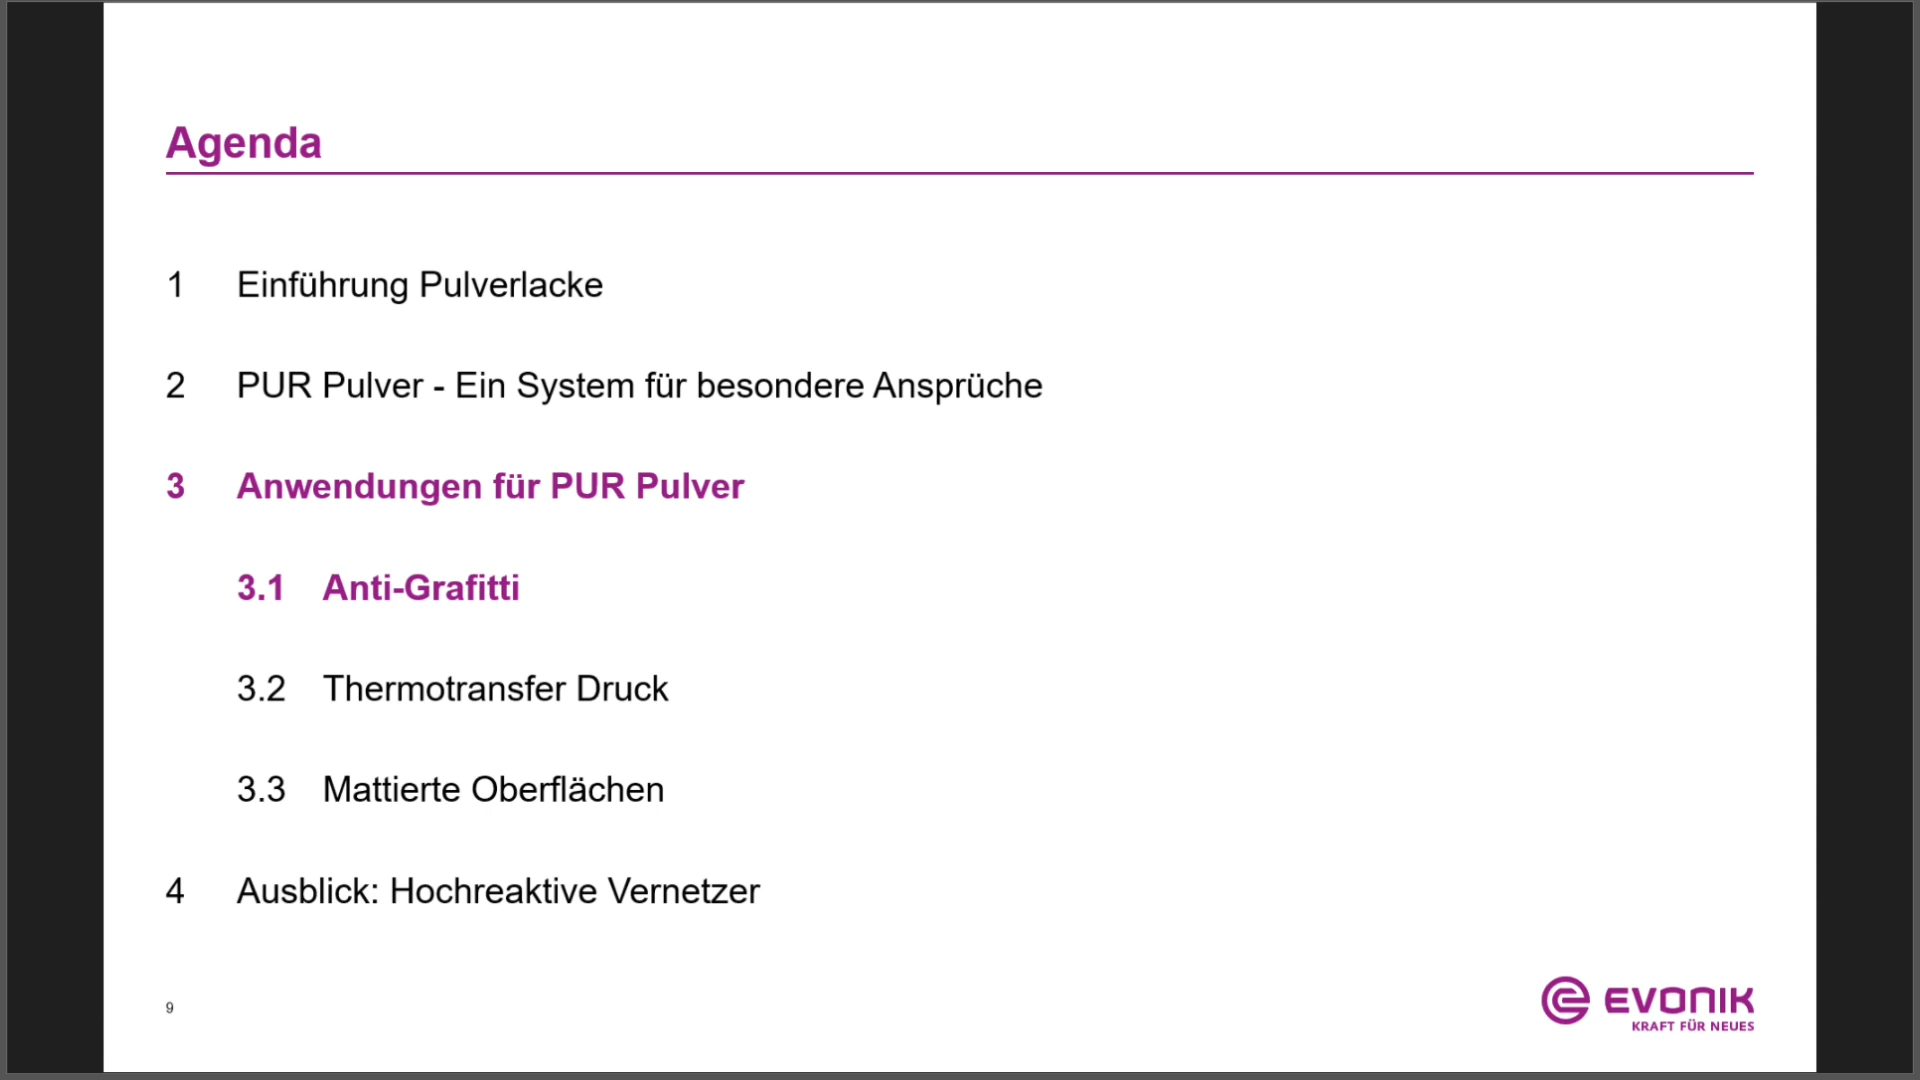 Agenda
1 Einführung Pulverlacke
2 PUR Pulver - Ein System für besondere Ansprüche
3 Anwendungen für PUR Pulver
3.1 Anti-Grafitti
3.2 Thermotransfer Druck
3.3 Mattierte Oberflächen
4 Ausblick: Hochreaktive Vernetzer
9
EVONIK
KRAFT FÜR NEUES